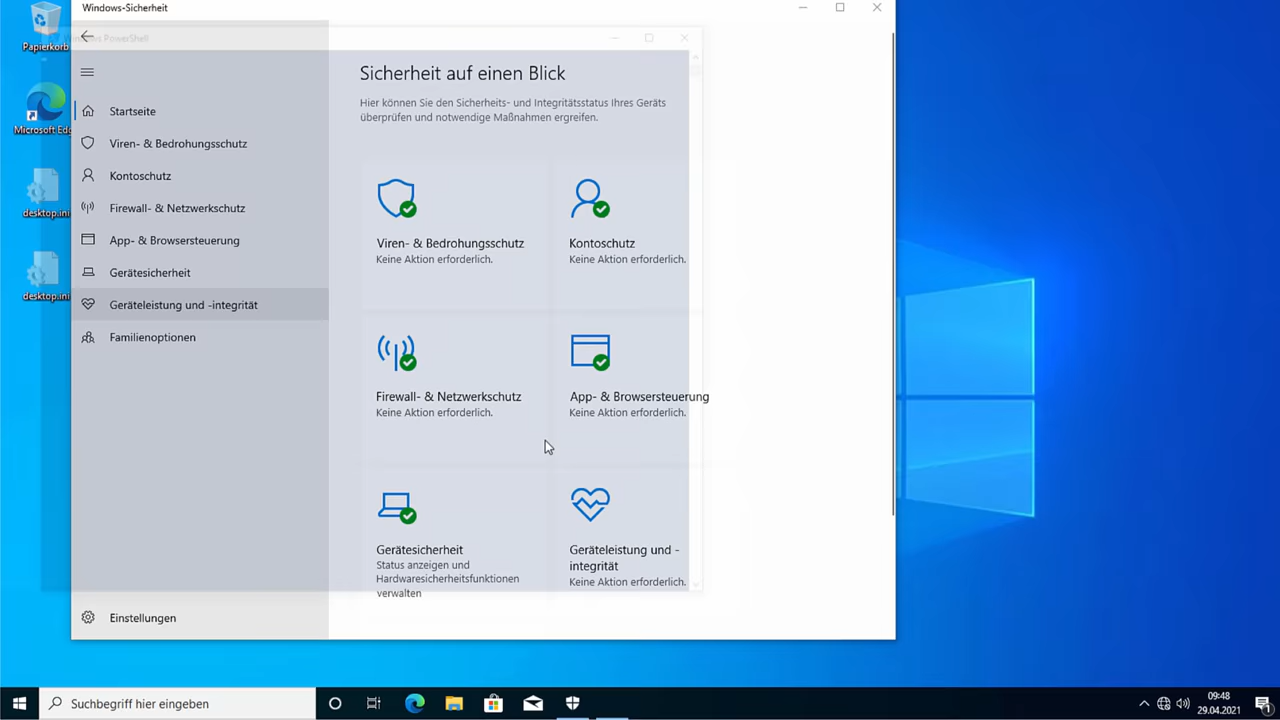 Windows-Sicherheit
Papierkorb
Windows PowerShell
Microsoft Edg
desktop.ini
desktop.ini
Startseite
Viren- & Bedrohungsschutz
Kontoschutz
Firewall- & Netzwerkschutz
App- & Browsersteuerung
Gerätesicherheit
Geräteleistung und -integrität
Familienoptionen
Einstellungen
Sicherheit auf einen Blick
Hier können Sie den Sicherheits- und Integritätsstatus Ihres Geräts
überprüfen und notwendige Maßnahmen ergreifen.
Viren- & Bedrohungsschutz
Keine Aktion erforderlich.
Kontoschutz
Keine Aktion erforderlich.
Firewall- & Netzwerkschutz
Keine Aktion erforderlich.
App- & Browsersteuerung
Keine Aktion erforderlich.
Gerätesicherheit
Status anzeigen und
Hardwaresicherheitsfunktionen
verwalten
Geräteleistung und -
integrität
Keine Aktion erforderlich.
Suchbegriff hier eingeben
09:48
29.04.2021
1